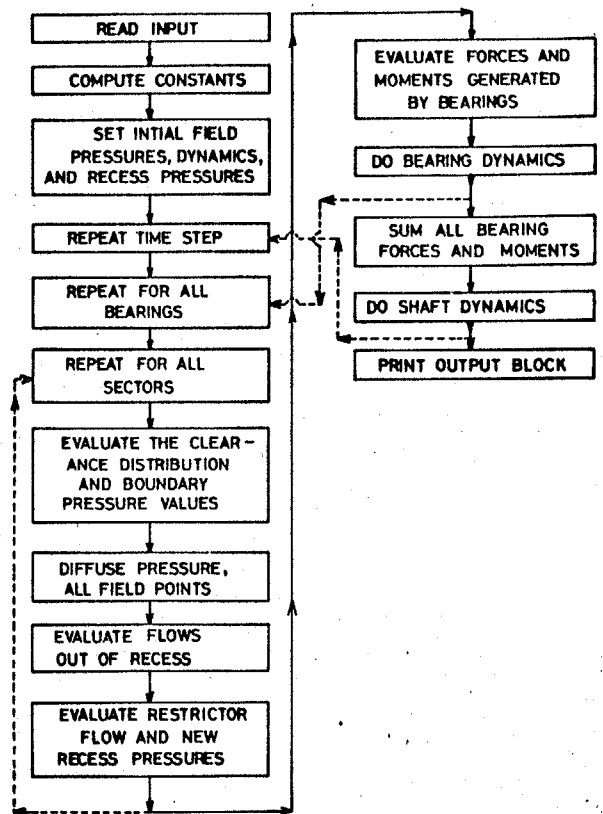 READ INPUT
COMPUTE CONSTANTS
SET INTIAL FIELD
PRESSURES, DYNAMICS,
AND RECESS PRESSURES
REPEAT TIME STEP
REPEAT FOR ALL
BEARINGS
REPEAT FOR ALL
SECTORS
EVALUATE THE CLEAR-
ANCE DISTRIBUTION
AND BOUNDARY
PRESSURE VALUES
DIFFUSE PRESSURE,
ALL FIELD POINTS
EVALUATE FLOWS
OUT OF RECESS
EVALUATE RESTRICTOR
FLOW AND NEW
RECESS PRESSURES
EVALUATE FORCES AND
MOMENTS GENERATED
BY BEARINGS
DO BEARING DYNAMICS
SUM ALL BEARING
FORCES AND MOMENTS
DO SHAFT DYNAMICS
PRINT OUTPUT BLOCK